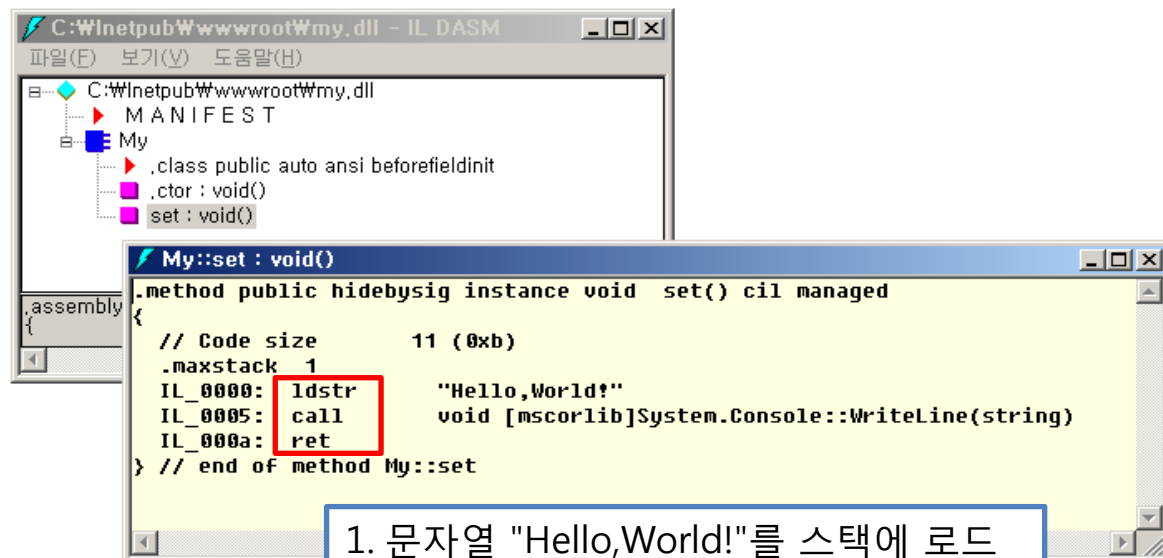 C:₩Inetpub₩wwwroot₩my,dll - IL DASM
파일(F) 보기(V) 도움말(H)
C:₩Inetpub₩wwwroot₩my,dll
M A N I F E S T
My
,class public auto ansi beforefieldinit
,ctor : void()
set : void()
,assembly
{
My::set : void()
.method public hidebysig instance void  set() cil managed
{
// Code size       11 (0xb)
.maxstack  1
IL_0000:  ldstr      "Hello,World!"
IL_0005:  call       void [mscorlib]System.Console::WriteLine(string)
IL_000a:  ret
} // end of method My::set
1. 문자열 "Hello,World!"를 스택에 로드